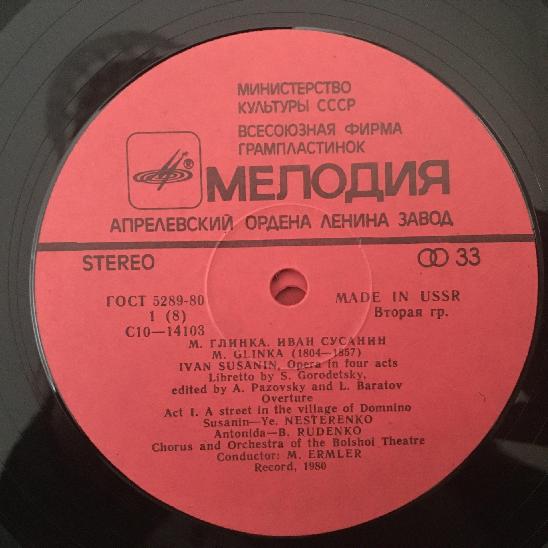 МИНИСТЕРСТВО
КУЛЬТУРЫ СССР
ВСЕСОЮЗНАЯ ФИРМА
ГРАМПЛАСТИНОК
МЕЛОДИЯ
АПРЕЛЕВСКИЙ ОРДЕНА ЛЕНИНА ЗАВОД
STEREO 33
ГОСТ 5289-80 MADE IN USSR
1 (8) Вторая гр.
С10—14103
М. ГЛИНКА. ИВАН СУСАНИН
M. GLINKA (1804—1857)
IVAN SUSANIN, Opera in four acts
Libretto by S. Gorodetsky,
edited by A. Pazovsky and L. Baratov
Overture
Act I. A street in the village of Domnino
Susanin—Ye. NESTERENKO
Antonida—B. RUDENKO
Chorus and Orchestra of the Bolshoi Theatre
Conductor: M. ERMLER
Record, 1980